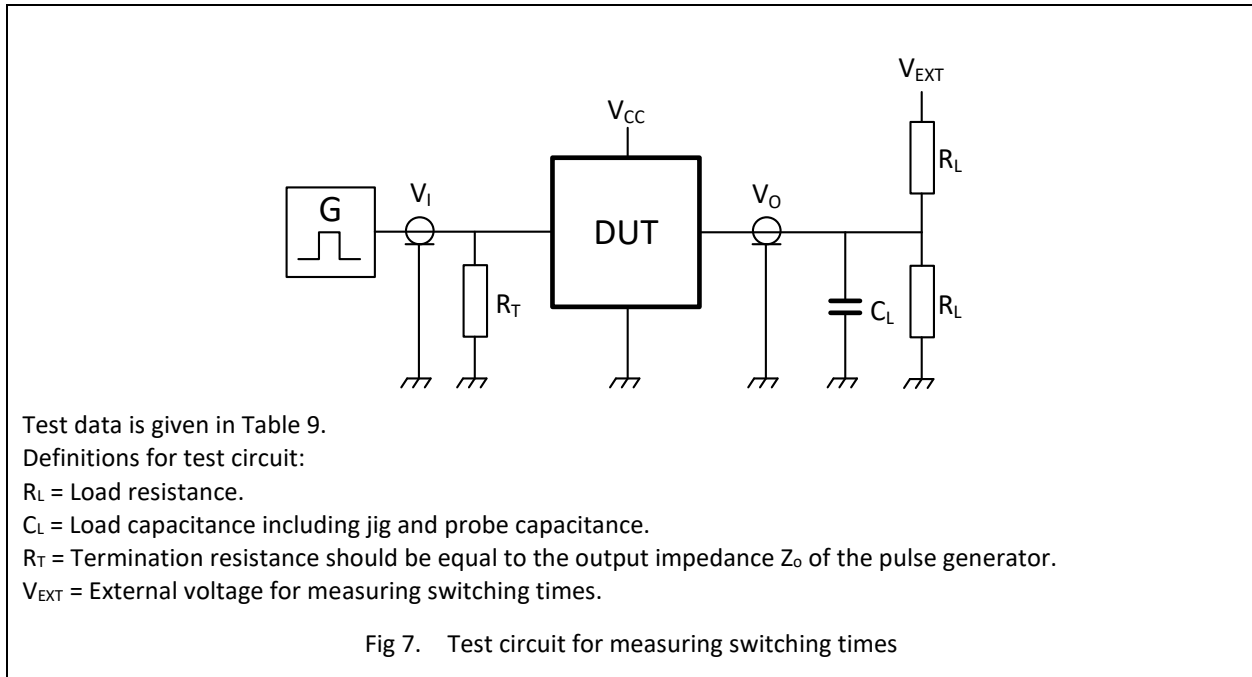 V_EXT
V_CC
R_L
G
V_I
V_O
DUT
R_T
C_L
R_L
Test data is given in Table 9.
Definitions for test circuit:
R_L = Load resistance.
C_L = Load capacitance including jig and probe capacitance.
R_T = Termination resistance should be equal to the output impedance Z_o of the pulse generator.
V_EXT = External voltage for measuring switching times.
Fig 7. Test circuit for measuring switching times